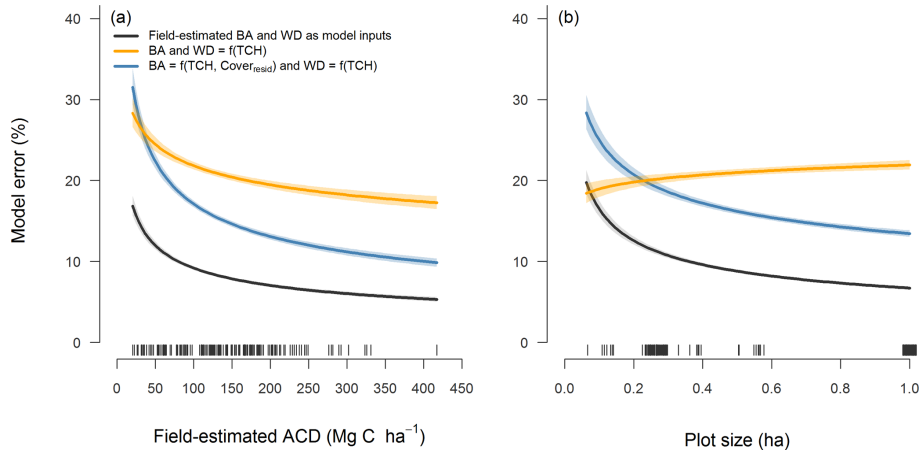 (a)
Field-estimated BA and WD as model inputs
BA and WD = f(TCH)
BA = f(TCH, Cover_resid) and WD = f(TCH)
Model error (%)
40
30
20
10
0
0 50 100 150 200 250 300 350 400 450
Field-estimated ACD (Mg C ha⁻¹)
(b)
40
30
20
10
0
0.0 0.2 0.4 0.6 0.8 1.0
Plot size (ha)